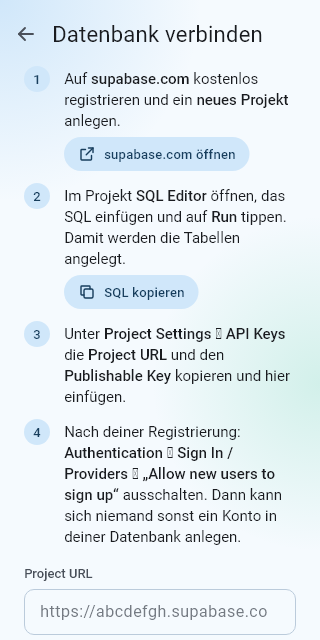 Datenbank verbinden
1
Auf supabase.com kostenlos
registrieren und ein neues Projekt
anlegen.
supabase.com öffnen
2
Im Projekt SQL Editor öffnen, das
SQL einfügen und auf Run tippen.
Damit werden die Tabellen
angelegt.
SQL kopieren
3
Unter Project Settings ▯ API Keys
die Project URL und den
Publishable Key kopieren und hier
einfügen.
4
Nach deiner Registrierung:
Authentication ▯ Sign In /
Providers ▯ „Allow new users to
sign up“ ausschalten. Dann kann
sich niemand sonst ein Konto in
deiner Datenbank anlegen.
Project URL
https://abcdefgh.supabase.co